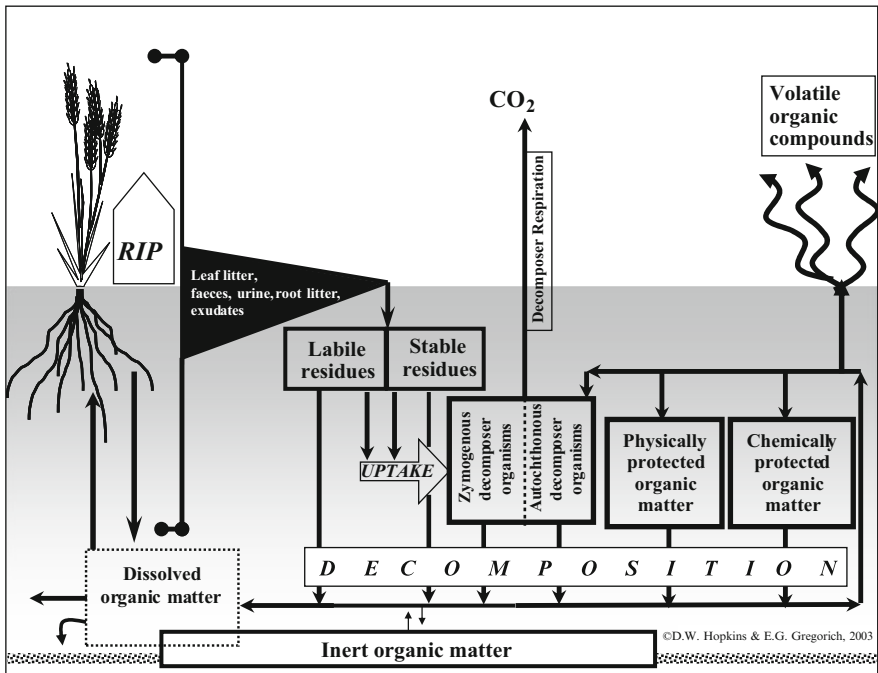 CO2
Volatile
organic
compounds
RIP
Decomposer Respiration
Leaf litter,
faeces, urine, root litter,
exudates
Labile
residues
Stable
residues
UPTAKE
Zymogenous
decomposer
organisms
Autochthonous
decomposer
organisms
Physically
protected
organic
matter
Chemically
protected
organic
matter
DECOMPOSITION
Dissolved
organic matter
©D.W. Hopkins & E.G. Gregorich, 2003
Inert organic matter